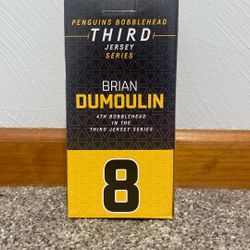 PENGUINS BOBBLEHEAD
THIRD
JERSEY
SERIES
BRIAN
DUMOULIN
4TH BOBBLEHEAD
IN THE
THIRD JERSEY SERIES
8